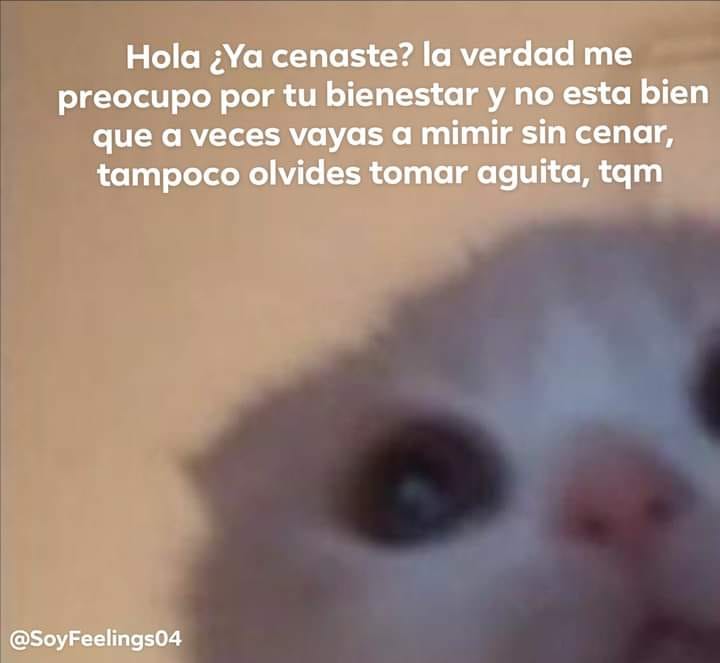 Hola ¿Ya cenaste? la verdad me
preocupo por tu bienestar y no esta bien
que a veces vayas a mimir sin cenar,
tampoco olvides tomar aguita, tqm
@SoyFeelings04